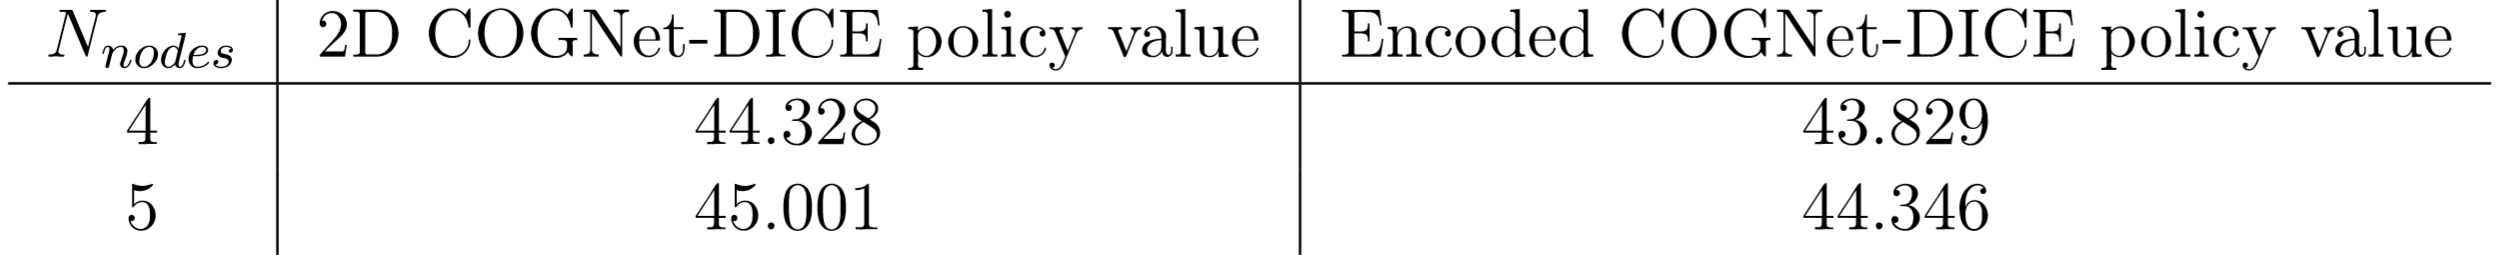 N_nodes 2D COGNet-DICE policy value Encoded COGNet-DICE policy value
4 44.328 43.829
5 45.001 44.346